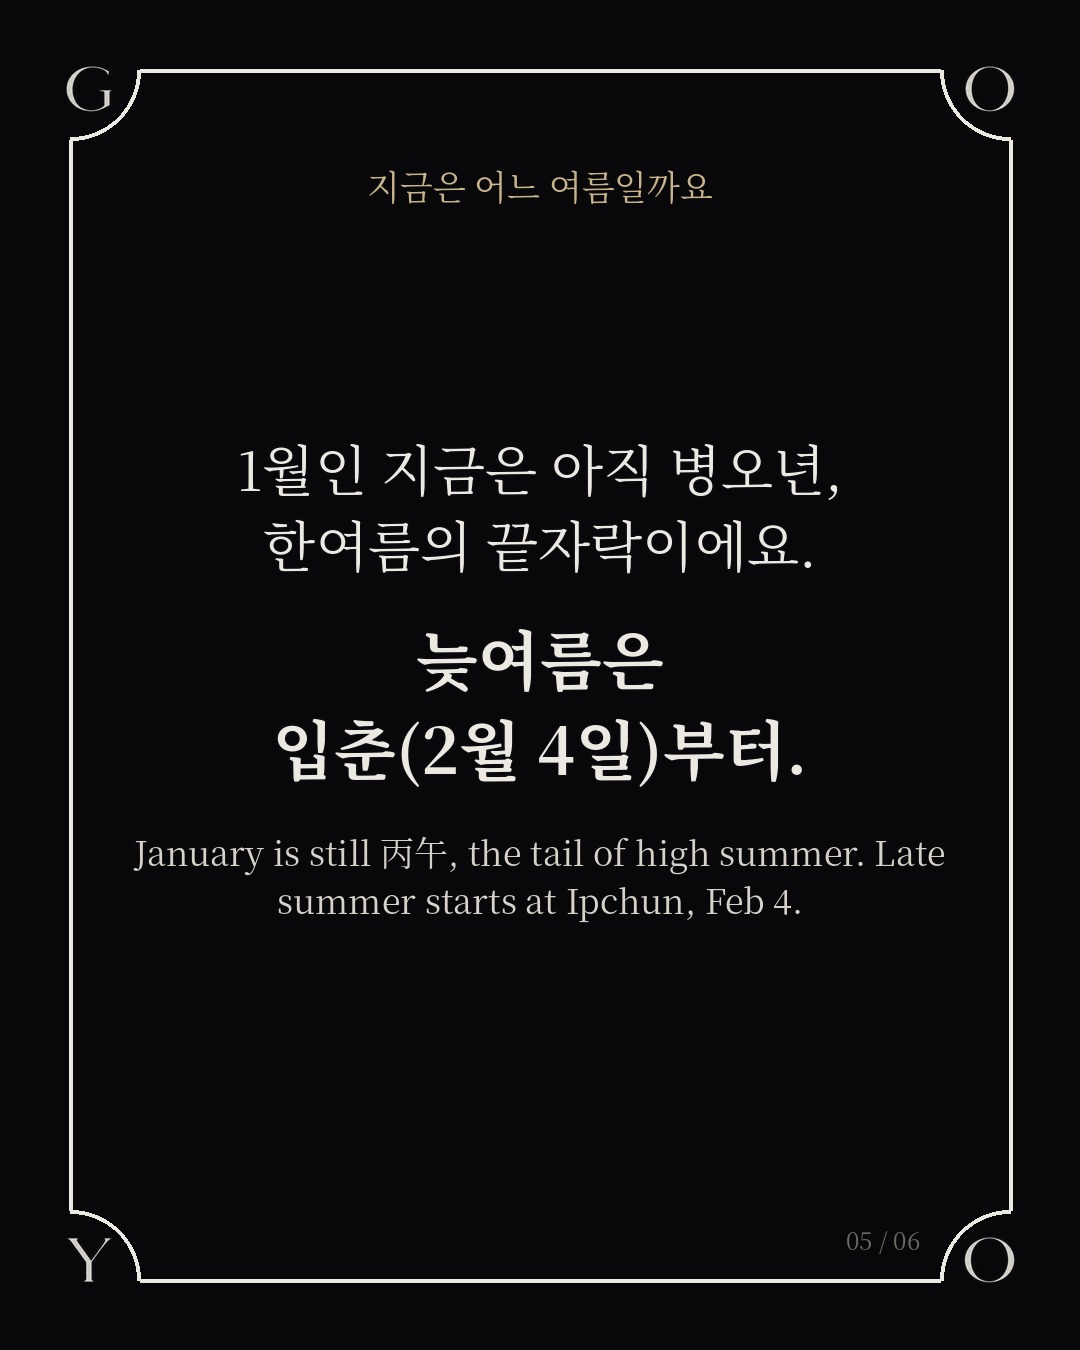 G
O
지금은 어느 여름일까요
1월인 지금은 아직 병오년,
한여름의 끝자락이에요.
늦여름은
입춘(2월 4일)부터.
January is still 丙午, the tail of high summer. Late
summer starts at Ipchun, Feb 4.
05 / 06
Y
O